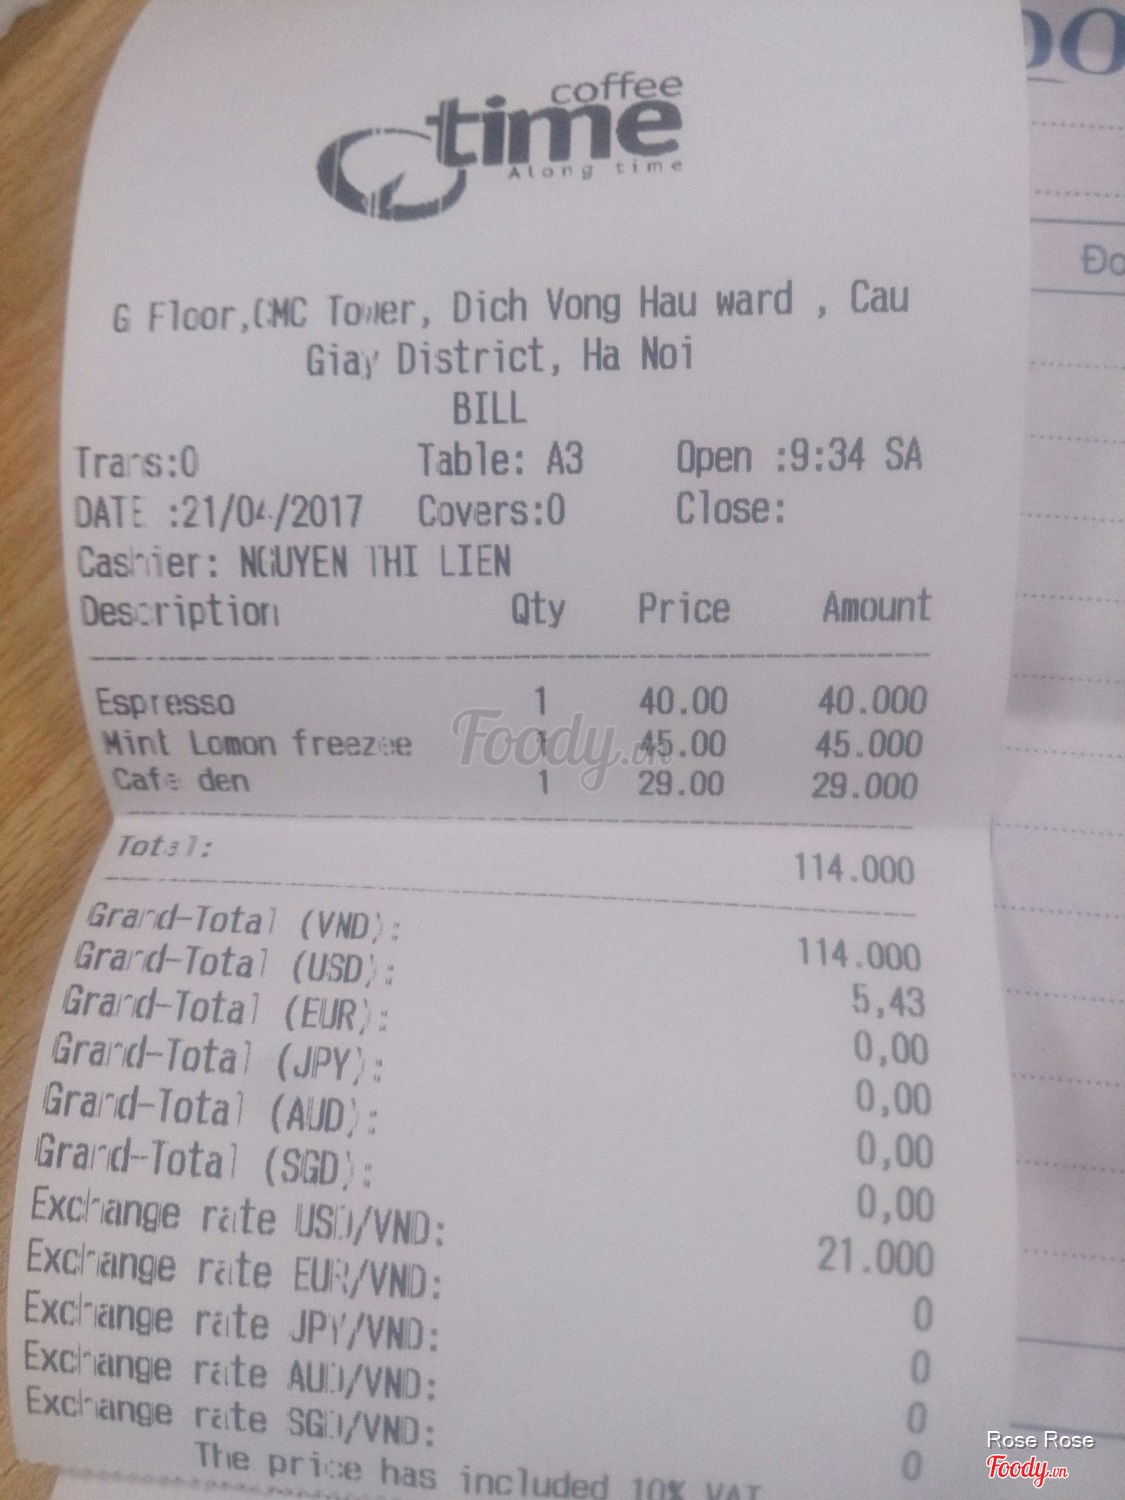 coffee
time
Along time
G Floor,CMC Tower, Dich Vong Hau ward , Cau
Giay District, Ha Noi
BILL
Trans:0 Table: A3 Open :9:34 SA
DATE :21/04/2017 Covers:0 Close:
Cashier: NGUYEN THI LIEN
Description Qty Price Amount
Espresso 1 40.00 40.000
Mint Lomon freezee 1 45.00 45.000
Cafe den 1 29.00 29.000
Total: 114.000
Grand-Total (VND): 114.000
Grand-Total (USD): 5,43
Grand-Total (EUR): 0,00
Grand-Total (JPY): 0,00
Grand-Total (AUD): 0,00
Grand-Total (SGD): 0,00
Exchange rate USD/VND: 21.000
Exchange rate EUR/VND: 0
Exchange rate JPY/VND: 0
Exchange rate AUD/VND: 0
Exchange rate SGD/VND: 0
The price has included 10% VAT
Foody.vn
Rose Rose
Foody.vn